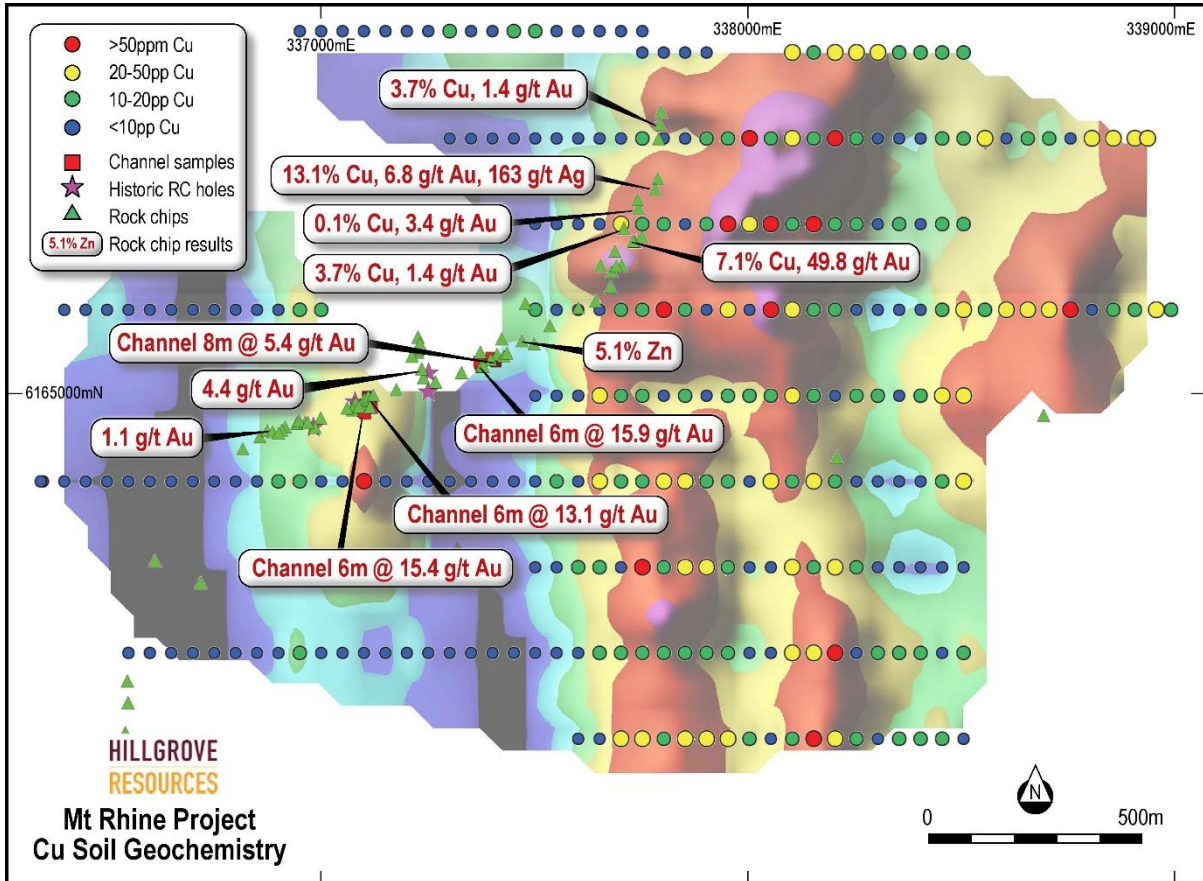 337000mE
338000mE
339000mE
>50ppm Cu
20-50pp Cu
10-20pp Cu
<10pp Cu
Channel samples
Historic RC holes
Rock chips
5.1% Zn Rock chip results
3.7% Cu, 1.4 g/t Au
13.1% Cu, 6.8 g/t Au, 163 g/t Ag
0.1% Cu, 3.4 g/t Au
3.7% Cu, 1.4 g/t Au
7.1% Cu, 49.8 g/t Au
Channel 8m @ 5.4 g/t Au
5.1% Zn
4.4 g/t Au
6165000mN
1.1 g/t Au
Channel 6m @ 15.9 g/t Au
Channel 6m @ 13.1 g/t Au
Channel 6m @ 15.4 g/t Au
HILLGROVE
RESOURCES
Mt Rhine Project
Cu Soil Geochemistry
N
0 500m